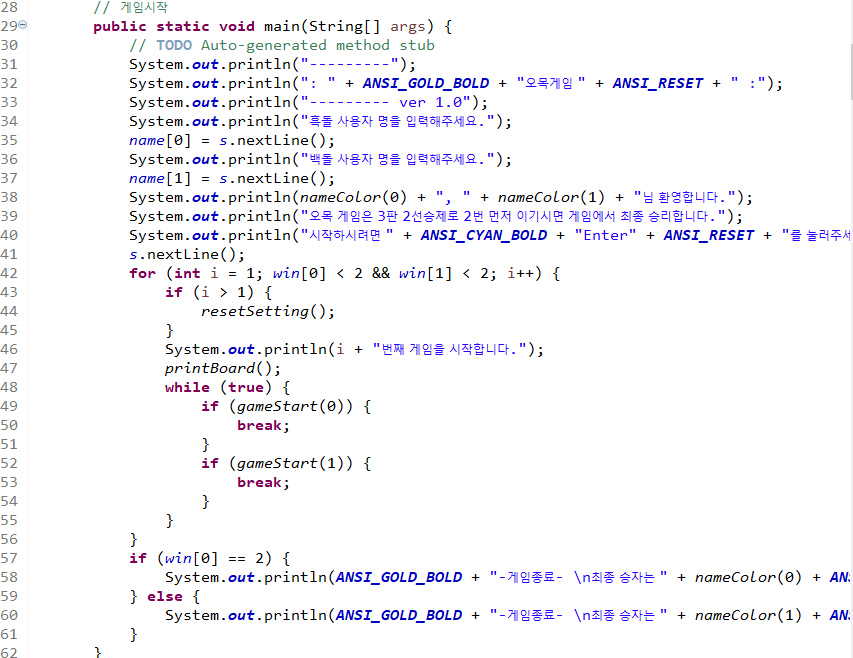 28 // 게임시작
29 public static void main(String[] args) {
30 // TODO Auto-generated method stub
31 System.out.println("---------");
32 System.out.println(": " + ANSI_GOLD_BOLD + "오목게임 " + ANSI_RESET + " :");
33 System.out.println("--------- ver 1.0");
34 System.out.println("흑돌 사용자 명을 입력해주세요.");
35 name[0] = s.nextLine();
36 System.out.println("백돌 사용자 명을 입력해주세요.");
37 name[1] = s.nextLine();
38 System.out.println(nameColor(0) + ", " + nameColor(1) + "님 환영합니다.");
39 System.out.println("오목 게임은 3판 2선승제로 2번 먼저 이기시면 게임에서 최종 승리합니다.");
40 System.out.println("시작하시려면 " + ANSI_CYAN_BOLD + "Enter" + ANSI_RESET + "를 눌러주세
41 s.nextLine();
42 for (int i = 1; win[0] < 2 && win[1] < 2; i++) {
43 if (i > 1) {
44 resetSetting();
45 }
46 System.out.println(i + "번째 게임을 시작합니다.");
47 printBoard();
48 while (true) {
49 if (gameStart(0)) {
50 break;
51 }
52 if (gameStart(1)) {
53 break;
54 }
55 }
56 }
57 if (win[0] == 2) {
58 System.out.println(ANSI_GOLD_BOLD + "-게임종료- \n최종 승자는 " + nameColor(0) + AN
59 } else {
60 System.out.println(ANSI_GOLD_BOLD + "-게임종료- \n최종 승자는 " + nameColor(1) + AN
61 }
62 }